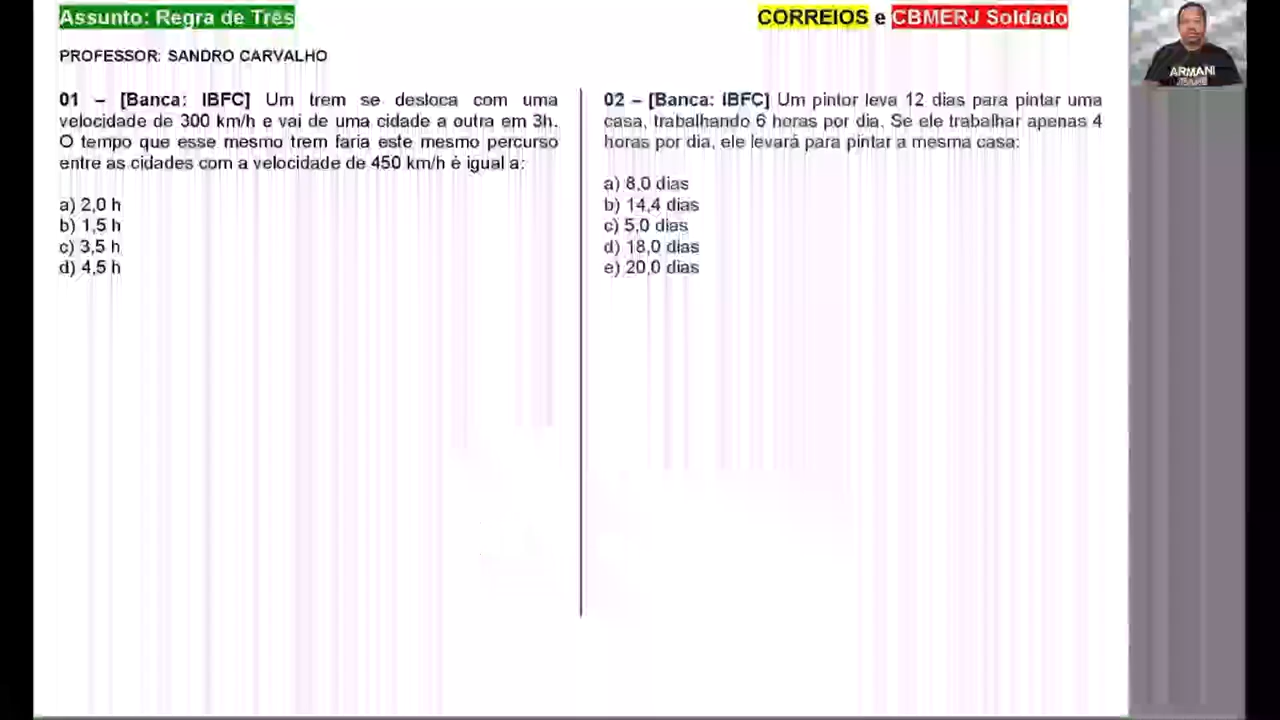 Assunto: Regra de Três
CORREIOS e CBMERJ Soldado
PROFESSOR: SANDRO CARVALHO
01 – [Banca: IBFC] Um trem se desloca com uma
velocidade de 300 km/h e vai de uma cidade a outra em 3h.
O tempo que esse mesmo trem faria este mesmo percurso
entre as cidades com a velocidade de 450 km/h é igual a:
a) 2,0 h
b) 1,5 h
c) 3,5 h
d) 4,5 h
02 – [Banca: IBFC] Um pintor leva 12 dias para pintar uma
casa, trabalhando 6 horas por dia. Se ele trabalhar apenas 4
horas por dia, ele levará para pintar a mesma casa:
a) 8,0 dias
b) 14,4 dias
c) 5,0 dias
d) 18,0 dias
e) 20,0 dias
ARMANI
JEANS